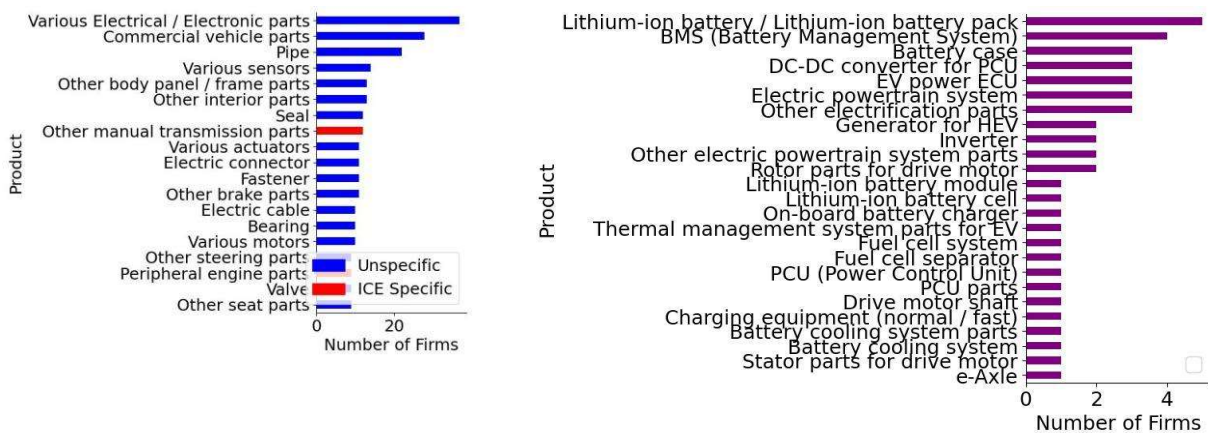 Product
Various Electrical / Electronic parts
Commercial vehicle parts
Pipe
Various sensors
Other body panel / frame parts
Other interior parts
Seal
Other manual transmission parts
Various actuators
Electric connector
Fastener
Other brake parts
Electric cable
Bearing
Various motors
Other steering parts
Peripheral engine parts
Valve
Other seat parts
Unspecific
ICE Specific
0 20
Number of Firms
Product
Lithium-ion battery / Lithium-ion battery pack
BMS (Battery Management System)
Battery case
DC-DC converter for PCU
EV power ECU
Electric powertrain system
Other electrification parts
Generator for HEV
Inverter
Other electric powertrain system parts
Rotor parts for drive motor
Lithium-ion battery module
Lithium-ion battery cell
On-board battery charger
Thermal management system parts for EV
Fuel cell system
Fuel cell separator
PCU (Power Control Unit)
PCU parts
Drive motor shaft
Charging equipment (normal / fast)
Battery cooling system parts
Battery cooling system
Stator parts for drive motor
e-Axle
0 2 4
Number of Firms